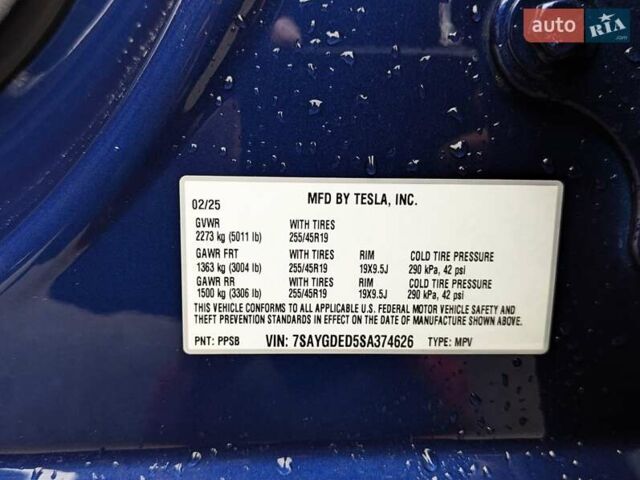 auto RIA
.com
02/25 MFD BY TESLA, INC.
GVWR WITH TIRES
2273 kg (5011 lb) 255/45R19
GAWR FRT WITH TIRES RIM COLD TIRE PRESSURE
1363 kg (3004 lb) 255/45R19 19X9.5J 290 kPa, 42 psi
GAWR RR WITH TIRES RIM COLD TIRE PRESSURE
1500 kg (3306 lb) 255/45R19 19X9.5J 290 kPa, 42 psi
THIS VEHICLE CONFORMS TO ALL APPLICABLE U.S. FEDERAL MOTOR VEHICLE SAFETY AND
THEFT PREVENTION STANDARDS IN EFFECT ON THE DATE OF MANUFACTURE SHOWN ABOVE.
PNT: PPSB VIN: 7SAYGDED5SA374626 TYPE: MPV